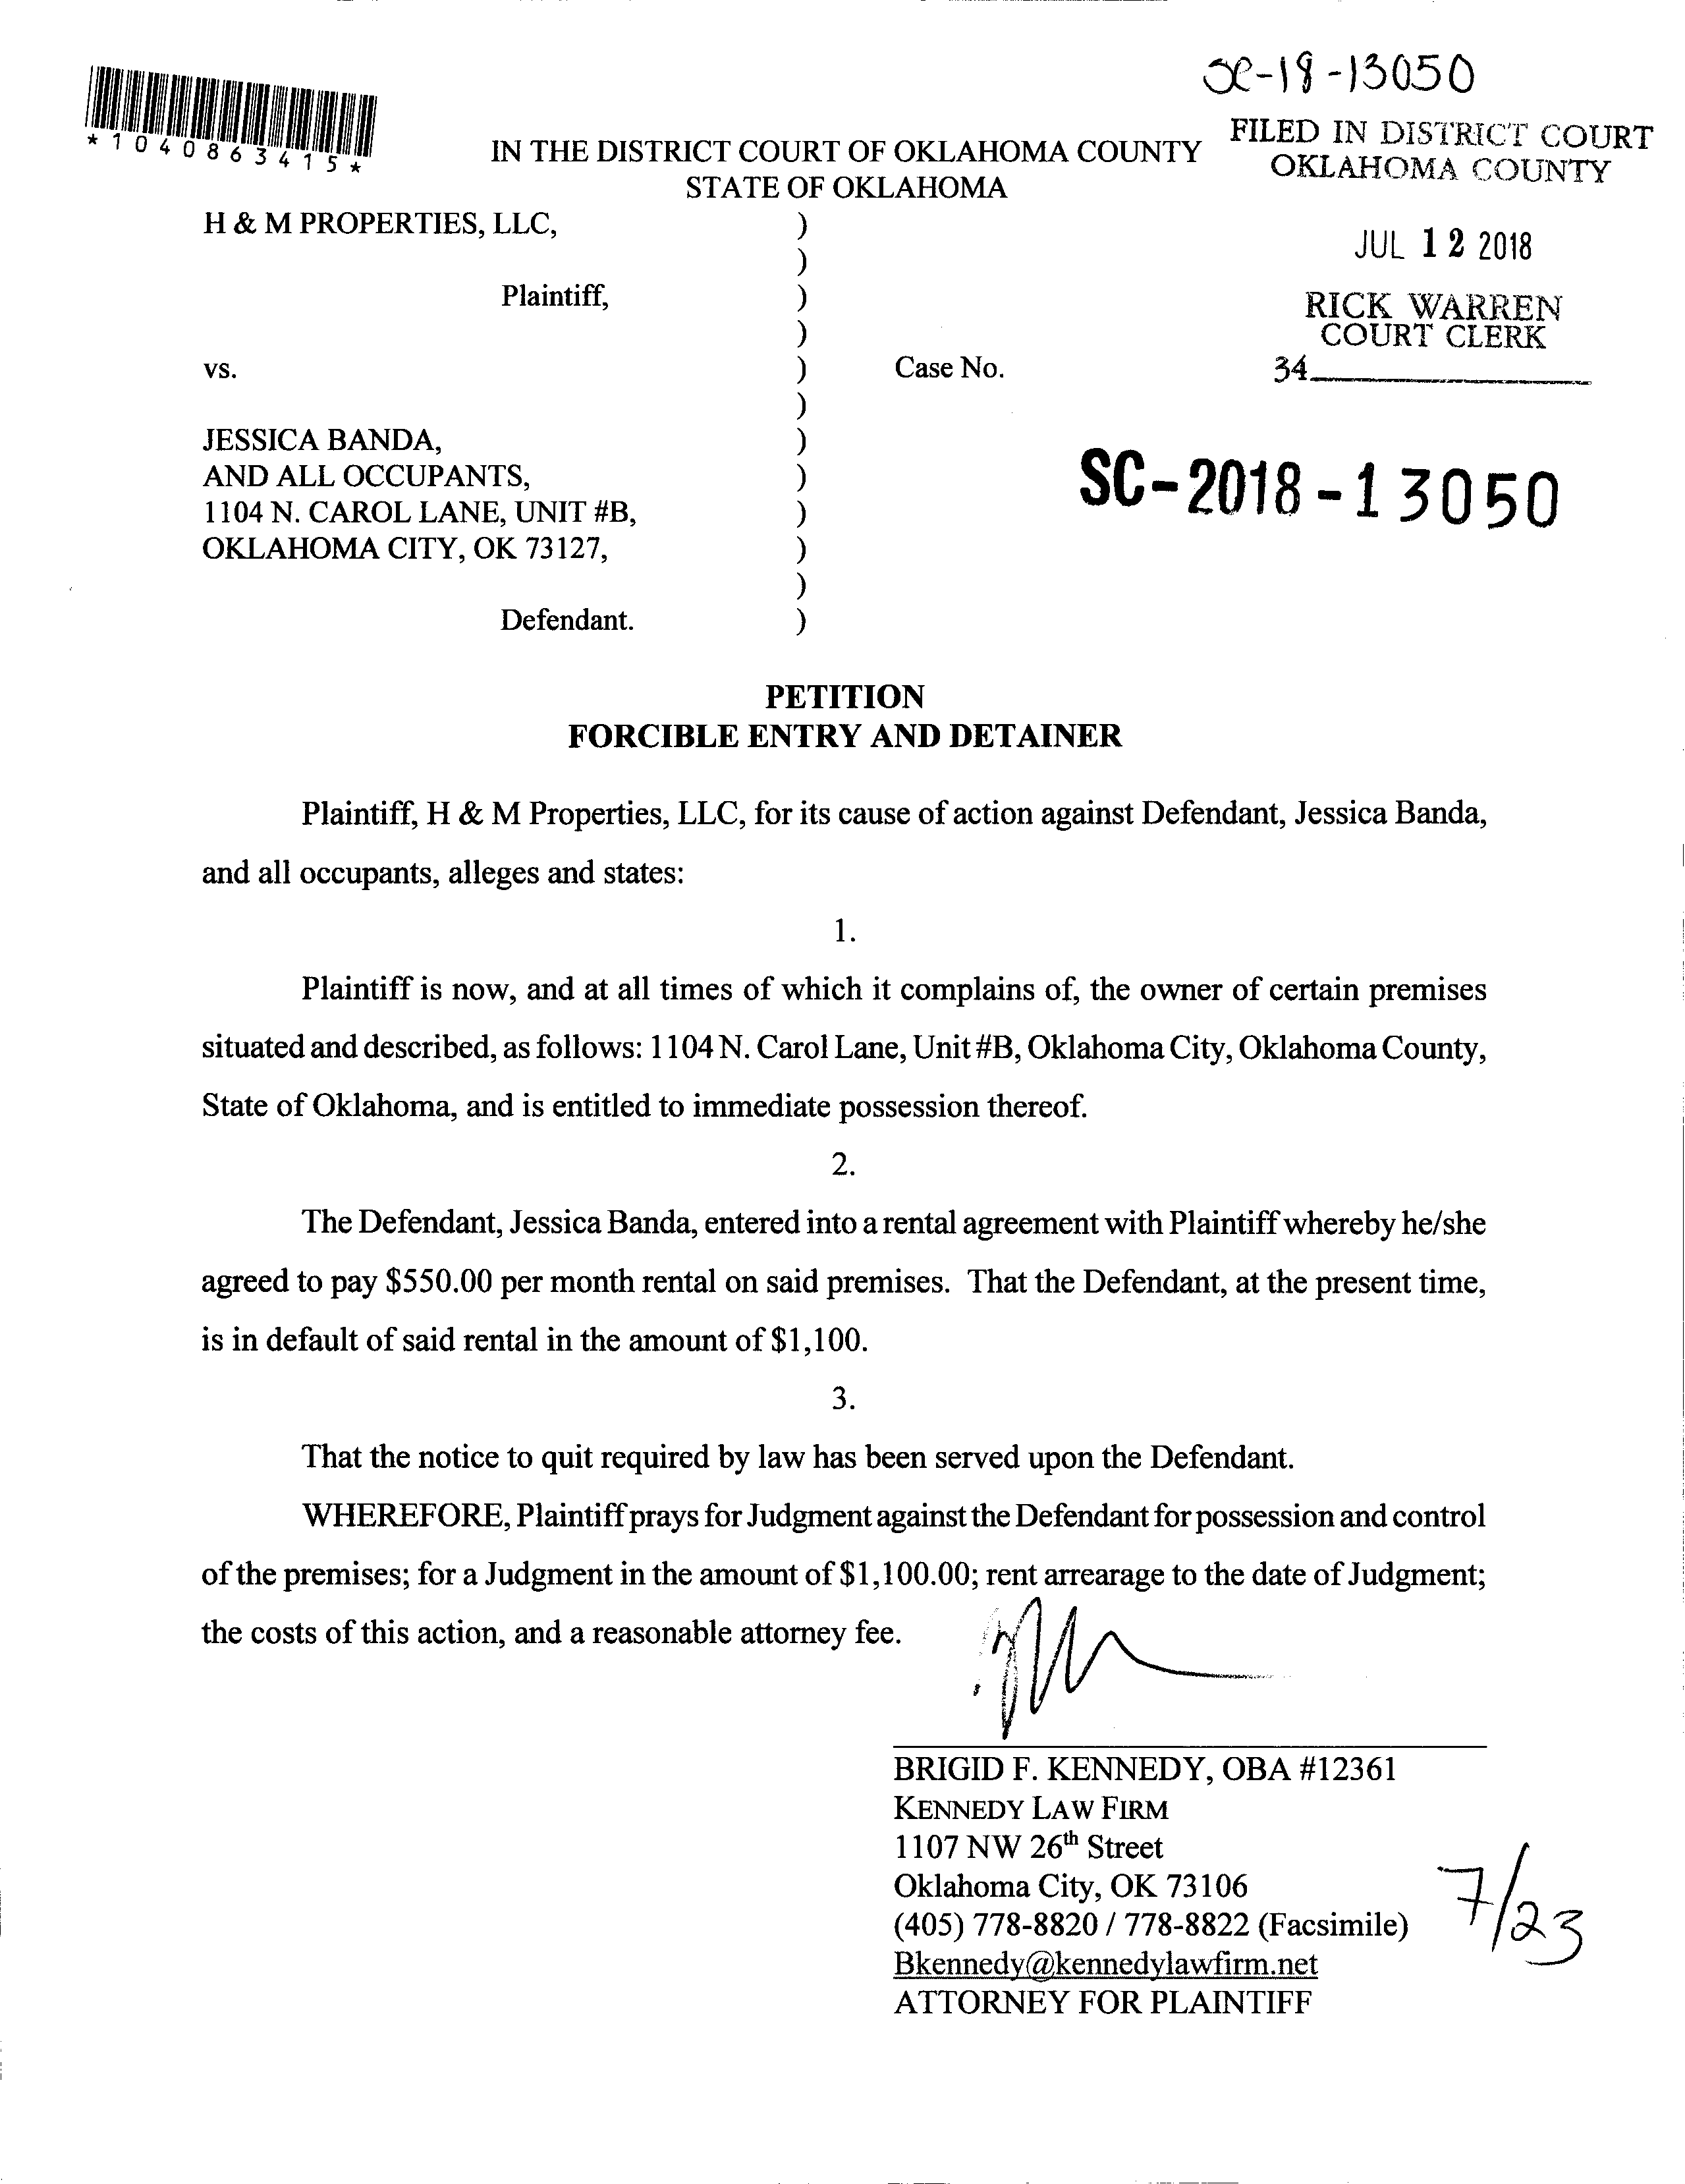 SC-18-13050
*1040863415*
FILED IN DISTRICT COURT
OKLAHOMA COUNTY
IN THE DISTRICT COURT OF OKLAHOMA COUNTY
STATE OF OKLAHOMA
JUL 12 2018
RICK WARREN
COURT CLERK
34
H & M PROPERTIES, LLC, )
)
Plaintiff, )
)
vs. ) Case No.
)
JESSICA BANDA, )
AND ALL OCCUPANTS, )
1104 N. CAROL LANE, UNIT #B, )
OKLAHOMA CITY, OK 73127, )
)
Defendant. )
SC-2018-13050
PETITION
FORCIBLE ENTRY AND DETAINER
Plaintiff, H & M Properties, LLC, for its cause of action against Defendant, Jessica Banda,
and all occupants, alleges and states:
1.
Plaintiff is now, and at all times of which it complains of, the owner of certain premises
situated and described, as follows: 1104 N. Carol Lane, Unit #B, Oklahoma City, Oklahoma County,
State of Oklahoma, and is entitled to immediate possession thereof.
2.
The Defendant, Jessica Banda, entered into a rental agreement with Plaintiff whereby he/she
agreed to pay $550.00 per month rental on said premises. That the Defendant, at the present time,
is in default of said rental in the amount of $1,100.
3.
That the notice to quit required by law has been served upon the Defendant.
WHEREFORE, Plaintiff prays for Judgment against the Defendant for possession and control
of the premises; for a Judgment in the amount of $1,100.00; rent arrearage to the date of Judgment;
the costs of this action, and a reasonable attorney fee.
BRIGID F. KENNEDY, OBA #12361
KENNEDY LAW FIRM
1107 NW 26th Street
Oklahoma City, OK 73106
(405) 778-8820 / 778-8822 (Facsimile)
Bkennedy@kennedylawfirm.net
ATTORNEY FOR PLAINTIFF
7/23